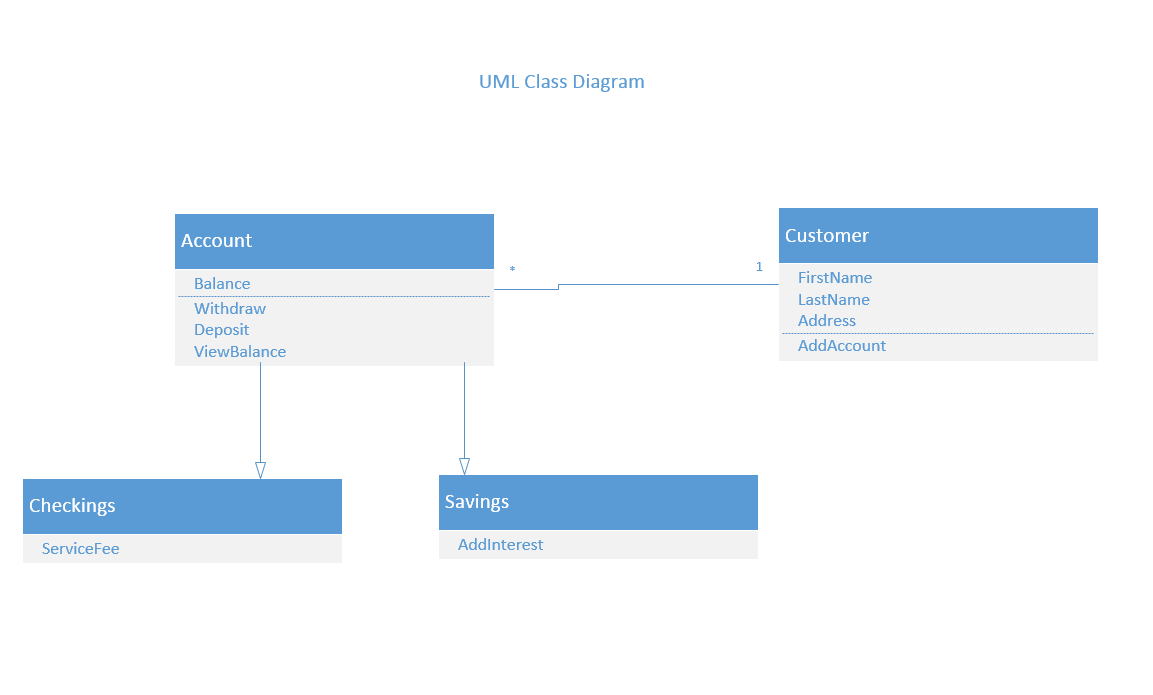 UML Class Diagram
Account
Balance
Withdraw
Deposit
ViewBalance
*
1
Customer
FirstName
LastName
Address
AddAccount
Checkings
ServiceFee
Savings
AddInterest